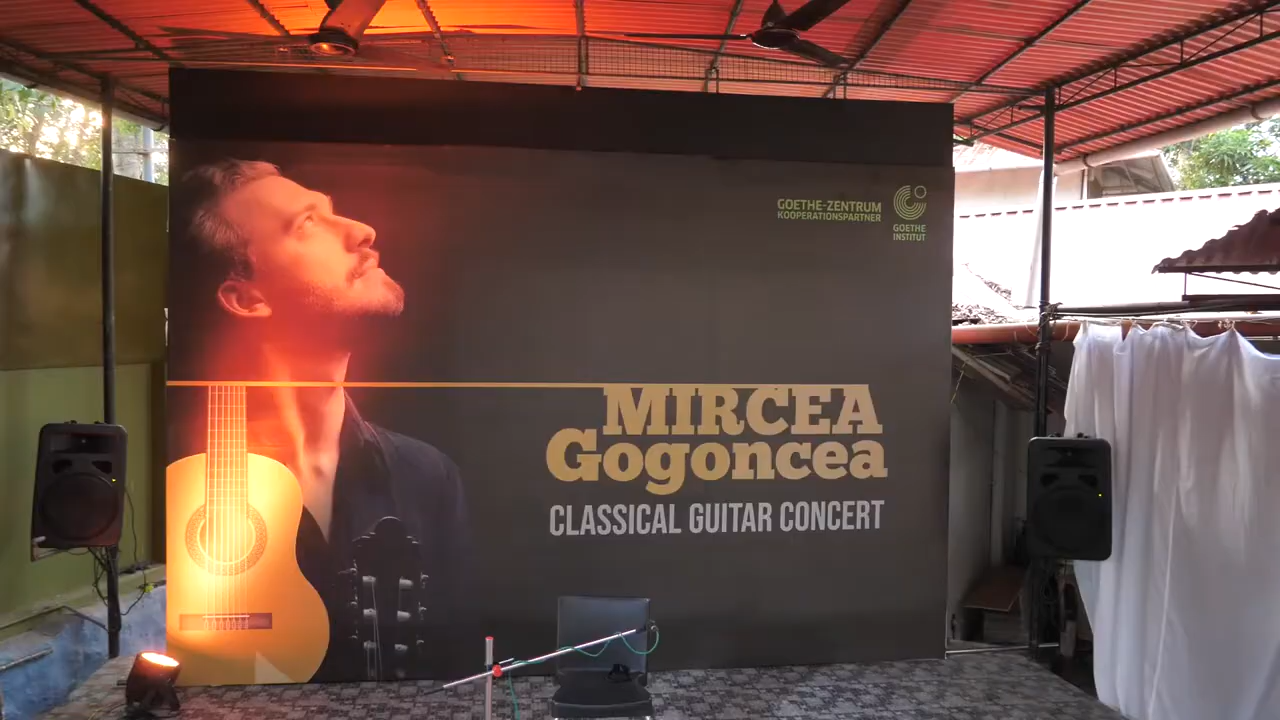 GOETHE-ZENTRUM
KOOPERATIONSPARTNER
GOETHE
INSTITUT
MIRCEA
Gogoncea
CLASSICAL GUITAR CONCERT